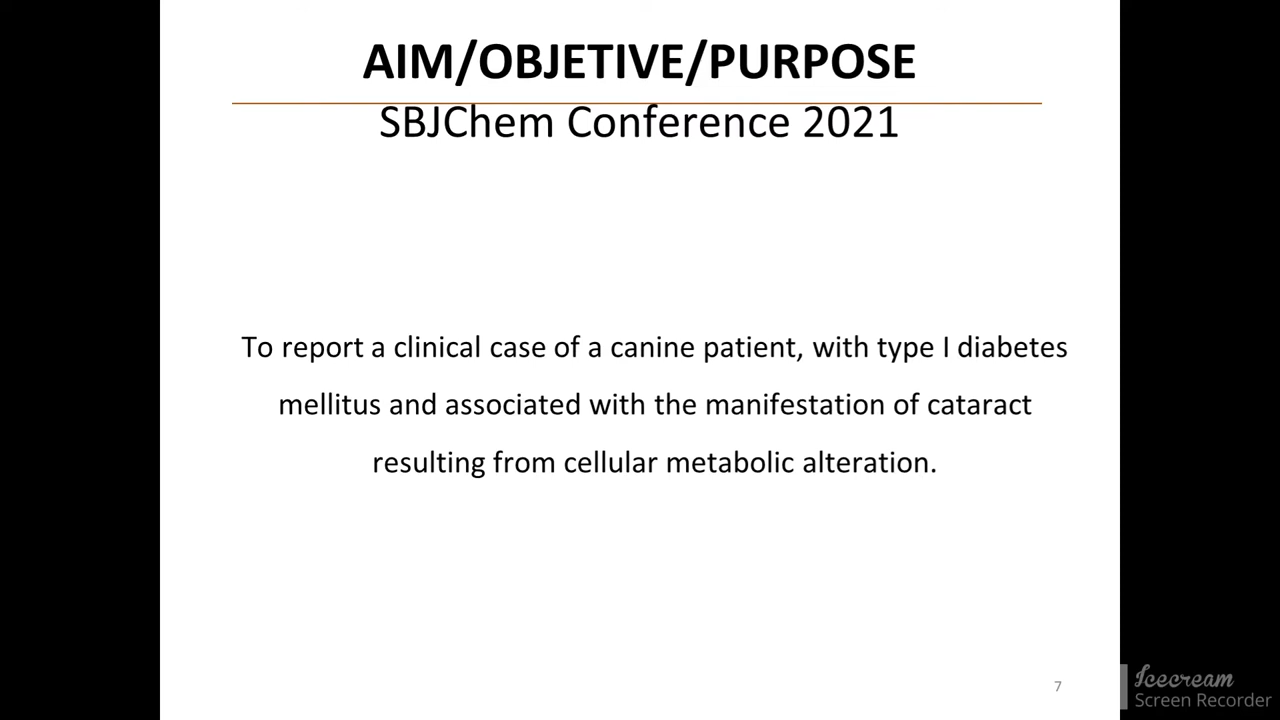 AIM/OBJETIVE/PURPOSE
SBJChem Conference 2021
To report a clinical case of a canine patient, with type I diabetes
mellitus and associated with the manifestation of cataract
resulting from cellular metabolic alteration.
7
Icecream
Screen Recorder